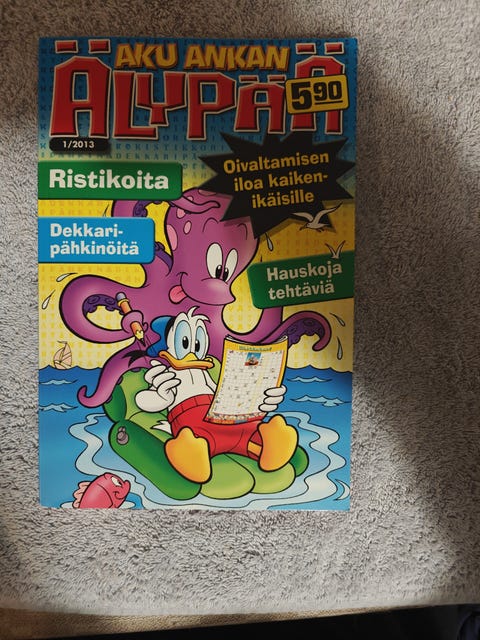 AKU ANKAN
ÄLYPÄÄ
5.90
1/2013
Oivaltamisen
iloa kaiken-
ikäisille
Ristikoita
Dekkari-
pähkinöitä
Hauskoja
tehtäviä